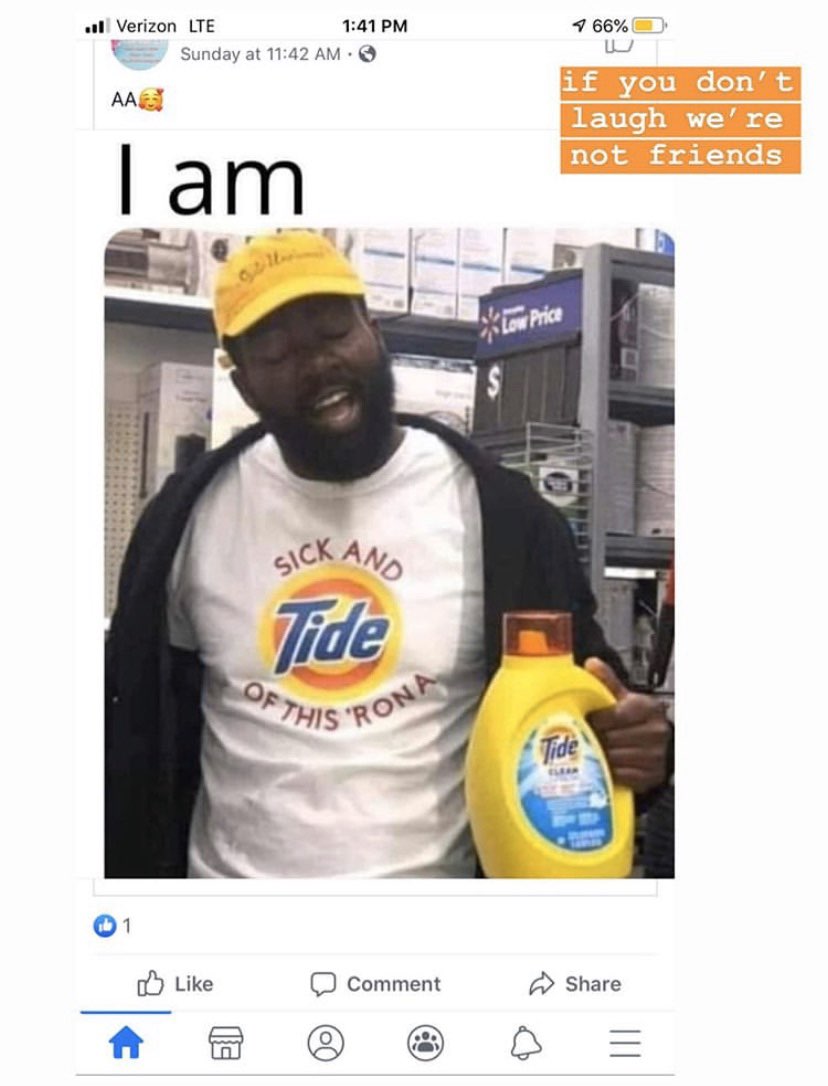 Verizon LTE 1:41 PM 66%
Sunday at 11:42 AM ·
AA🥰
if you don't
laugh we're
not friends
I am
Low Price
$
SICK AND
Tide
OF THIS 'RONA
Tide
CLEAN
1
Like Comment Share